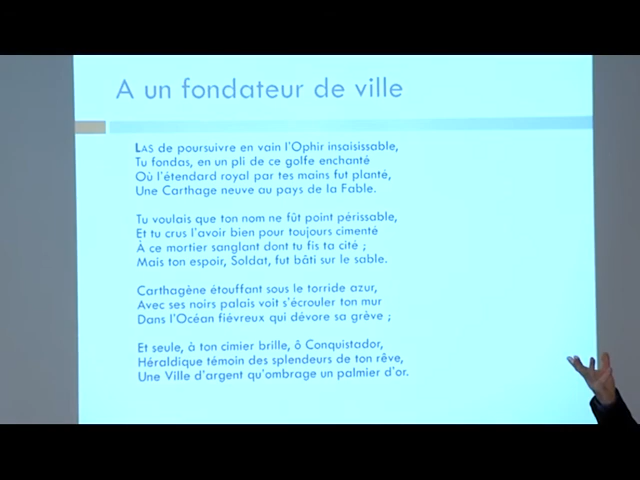 A un fondateur de ville
LAS de poursuivre en vain l'Ophir insaisissable,
Tu fondas, en un pli de ce golfe enchanté
Où l'étendard royal par tes mains fut planté,
Une Carthage neuve au pays de la Fable.
Tu voulais que ton nom ne fût point périssable,
Et tu crus l'avoir bien pour toujours cimenté
À ce mortier sanglant dont tu fis ta cité ;
Mais ton espoir, Soldat, fut bâti sur le sable.
Carthagène étouffant sous le torride azur,
Avec ses noirs palais voit s'écrouler ton mur
Dans l'Océan fiévreux qui dévore sa grève ;
Et seule, à ton cimier brille, ô Conquistador,
Héraldique témoin des splendeurs de ton rêve,
Une Ville d'argent qu'ombrage un palmier d'or.